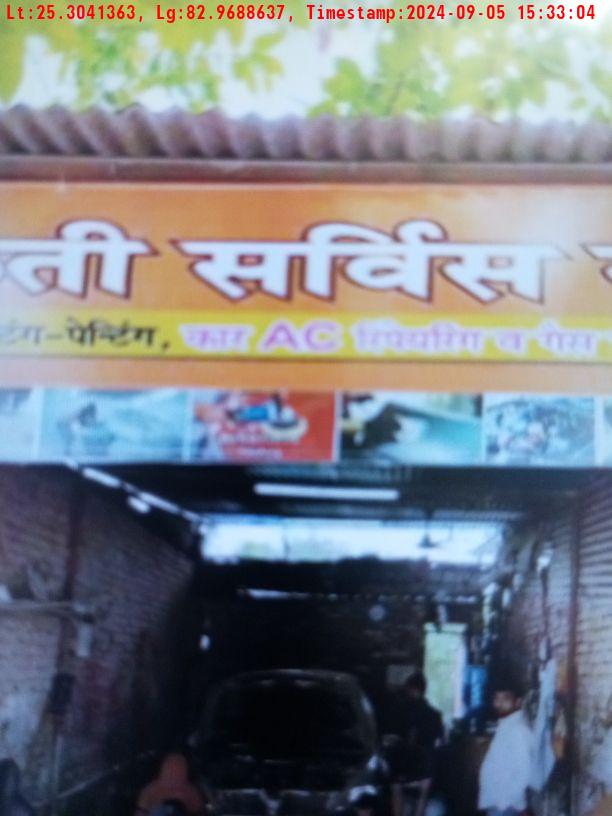 Lt:25.3041363, Lg:82.9688637, Timestamp:2024-09-05 15:33:04
ती सर्विस
टिंग-पेन्टिंग, कार AC रिपेयरिंग व गैस